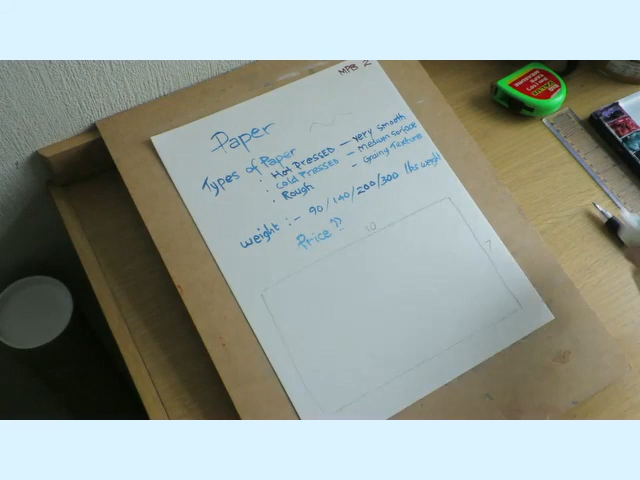 MPB 2
Paper
Types of Paper
: Hot PRESSED – very smooth
: Cold PRESSED – Medium Surface
: Rough – Grainy Texture
Weight :- 90/140/200/300 lbs weight
Price ??
10
7